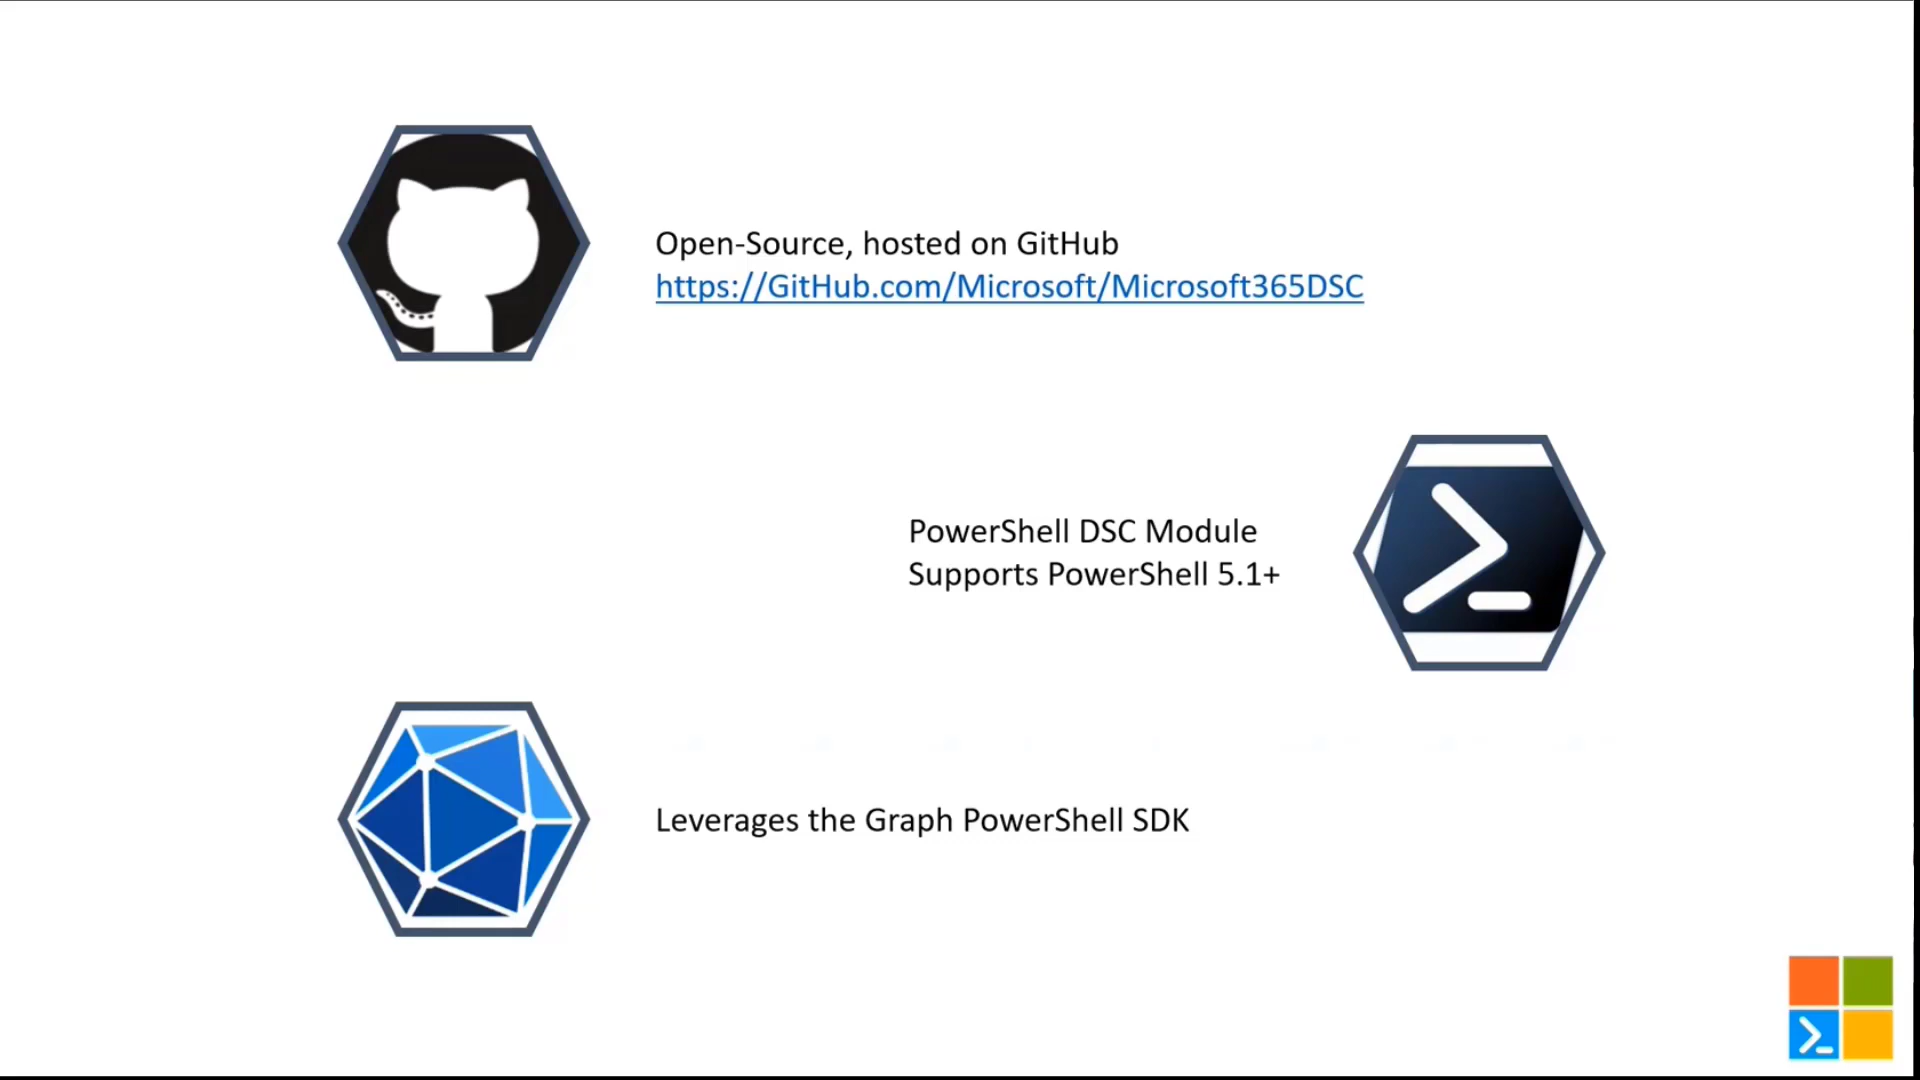 Open-Source, hosted on GitHub
https://GitHub.com/Microsoft/Microsoft365DSC
PowerShell DSC Module
Supports PowerShell 5.1+
Leverages the Graph PowerShell SDK